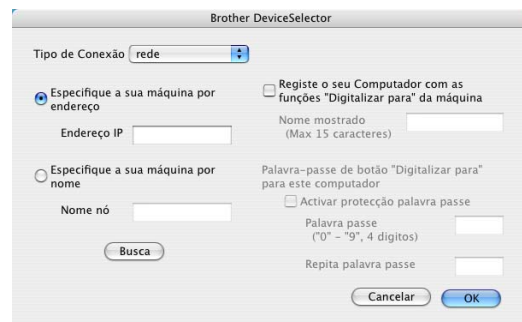 Brother DeviceSelector
Tipo de Conexão rede
Especifique a sua máquina por
endereço
Endereço IP
Especifique a sua máquina por
nome
Nome nó
Busca
Registe o seu Computador com as
funções "Digitalizar para" da máquina
Nome mostrado
(Max 15 caracteres)
Palavra-passe de botão "Digitalizar para"
para este computador
Activar protecção palavra passe
Palavra passe
("0" - "9", 4 digitos)
Repita palavra passe
Cancelar
OK